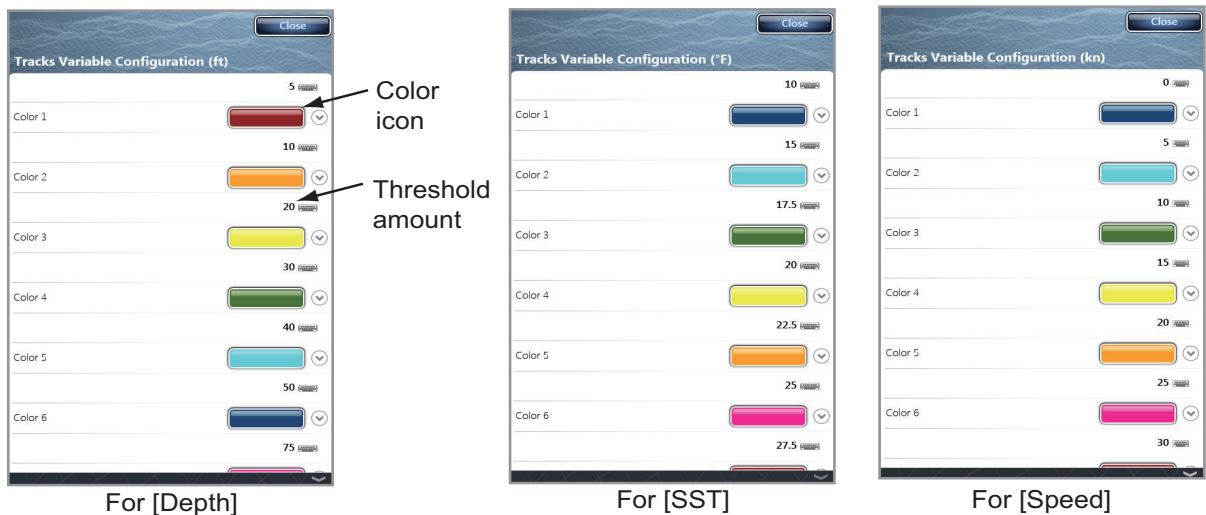 Close
Tracks Variable Configuration (ft)
5
Color 1
10
Color 2
20
Color 3
30
Color 4
40
Color 5
50
Color 6
75
For [Depth]
Color
icon
Threshold
amount
Close
Tracks Variable Configuration (°F)
10
Color 1
15
Color 2
17.5
Color 3
20
Color 4
22.5
Color 5
25
Color 6
27.5
For [SST]
Close
Tracks Variable Configuration (kn)
0
Color 1
5
Color 2
10
Color 3
15
Color 4
20
Color 5
25
Color 6
30
For [Speed]